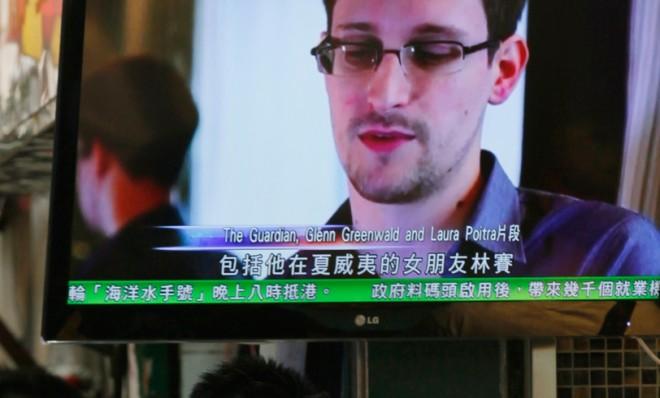 The Guardian, Glenn Greenwald and Laura Poitra片段
包括他在夏威夷的女朋友林賽
輪「海洋水手號」晚上八時抵港。 政府料碼頭啟用後,帶來幾千個就業機
LG